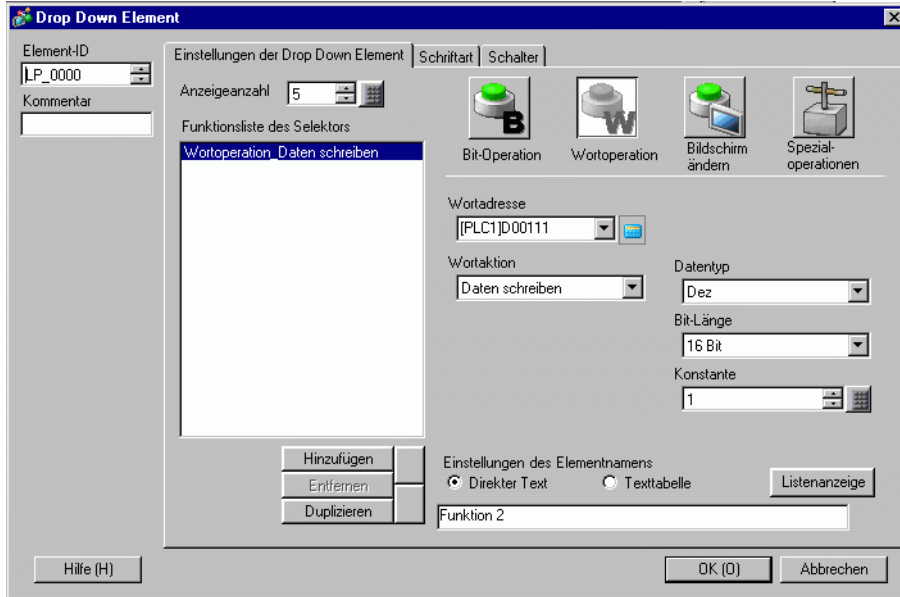 Drop Down Element
Element-ID
LP_0000
Kommentar
Einstellungen der Drop Down Element
Schriftart
Schalter
Anzeigeanzahl
5
Funktionsliste des Selektors
Wortoperation_Daten schreiben
Hinzufügen
Entfernen
Duplizieren
B
Bit-Operation
W
Wortoperation
Bildschirm
ändern
Spezial-
operationen
Wortadresse
[PLC1]D00111
Wortaktion
Daten schreiben
Datentyp
Dez
Bit-Länge
16 Bit
Konstante
1
Einstellungen des Elementnamens
Direkter Text
Texttabelle
Listenanzeige
Funktion 2
Hilfe (H)
OK (O)
Abbrechen